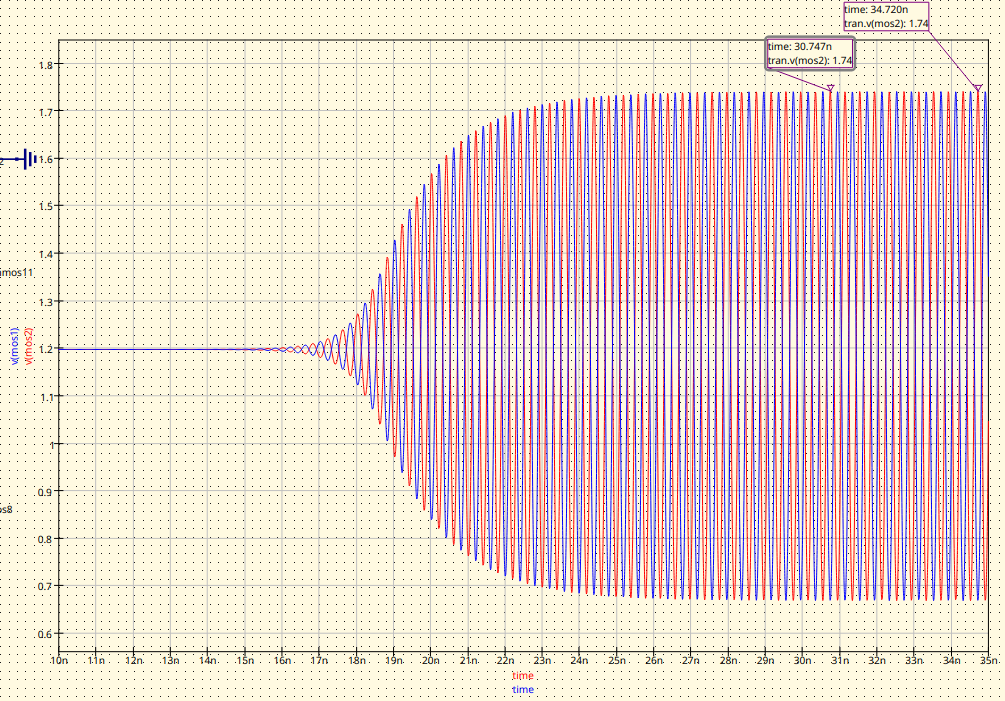 time: 34.720n
tran.v(mos2): 1.74
time: 30.747n
tran.v(mos2): 1.74
1.8
1.7
1.6
1.5
1.4
1.3
1.2
1.1
1
0.9
0.8
0.7
0.6
2
mos11
os8
v(mos1)
v(mos2)
10n 11n 12n 13n 14n 15n 16n 17n 18n 19n 20n 21n 22n 23n 24n 25n 26n 27n 28n 29n 30n 31n 32n 33n 34n 35n
time
time